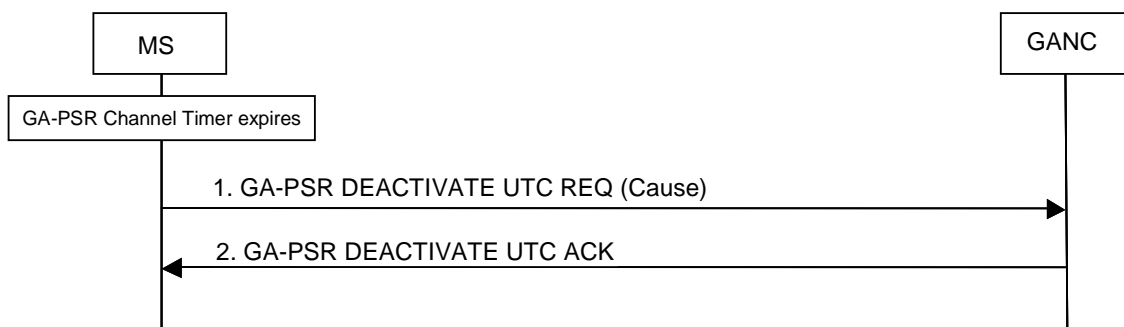 MS
GANC
GA-PSR Channel Timer expires
1. GA-PSR DEACTIVATE UTC REQ (Cause)
2. GA-PSR DEACTIVATE UTC ACK